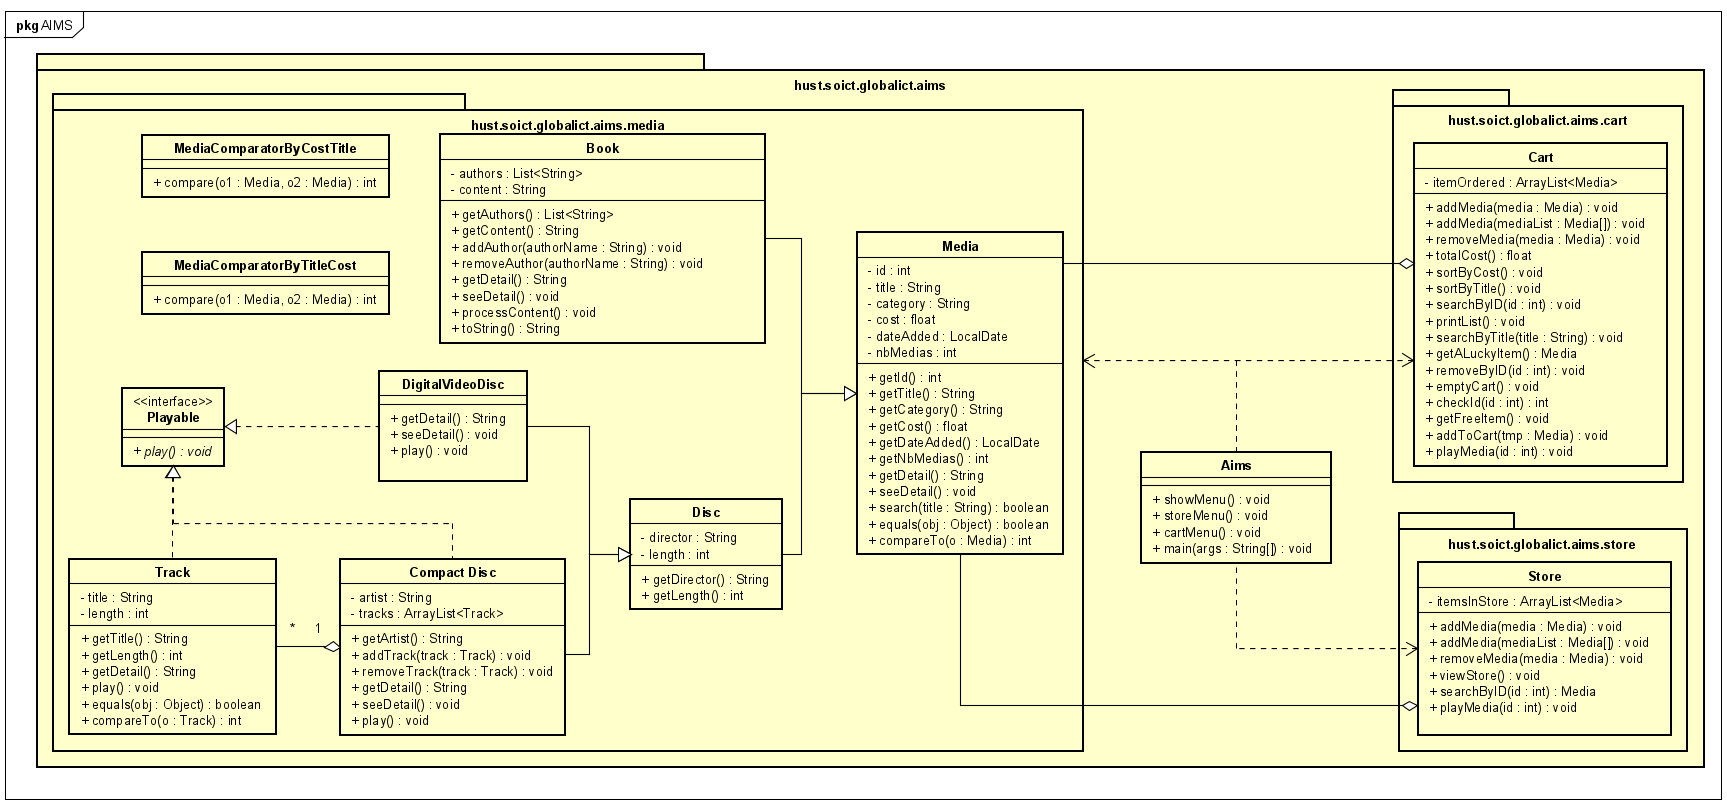 pkg AIMS
hust.soict.globalict.aims
hust.soict.globalict.aims.media
MediaComparatorByCostTitle
+ compare(o1 : Media, o2 : Media) : int
MediaComparatorByTitleCost
+ compare(o1 : Media, o2 : Media) : int
Book
- authors : List<String>
- content : String
+ getAuthors() : List<String>
+ getContent() : String
+ addAuthor(authorName : String) : void
+ removeAuthor(authorName : String) : void
+ getDetail() : String
+ seeDetail() : void
+ processContent() : void
+ toString() : String
<<interface>>
Playable
+ play() : void
DigitalVideoDisc
+ getDetail() : String
+ seeDetail() : void
+ play() : void
Disc
- director : String
- length : int
+ getDirector() : String
+ getLength() : int
Track
- title : String
- length : int
+ getTitle() : String
+ getLength() : int
+ getDetail() : String
+ play() : void
+ equals(obj : Object) : boolean
+ compareTo(o : Track) : int
* 1
Compact Disc
- artist : String
- tracks : ArrayList<Track>
+ getArtist() : String
+ addTrack(track : Track) : void
+ removeTrack(track : Track) : void
+ getDetail() : String
+ seeDetail() : void
+ play() : void
Media
- id : int
- title : String
- category : String
- cost : float
- dateAdded : LocalDate
- nbMedias : int
+ getId() : int
+ getTitle() : String
+ getCategory() : String
+ getCost() : float
+ getDateAdded() : LocalDate
+ getNbMedias() : int
+ getDetail() : String
+ seeDetail() : void
+ search(title : String) : boolean
+ equals(obj : Object) : boolean
+ compareTo(o : Media) : int
Aims
+ showMenu() : void
+ storeMenu() : void
+ cartMenu() : void
+ main(args : String[]) : void
hust.soict.globalict.aims.cart
Cart
- itemOrdered : ArrayList<Media>
+ addMedia(media : Media) : void
+ addMedia(mediaList : Media[]) : void
+ removeMedia(media : Media) : void
+ totalCost() : float
+ sortByCost() : void
+ sortByTitle() : void
+ searchByID(id : int) : void
+ printList() : void
+ searchByTitle(title : String) : void
+ getALuckyItem() : Media
+ removeByID(id : int) : void
+ emptyCart() : void
+ checkId(id : int) : int
+ getFreeItem() : void
+ addToCart(tmp : Media) : void
+ playMedia(id : int) : void
hust.soict.globalict.aims.store
Store
- itemsInStore : ArrayList<Media>
+ addMedia(media : Media) : void
+ addMedia(mediaList : Media[]) : void
+ removeMedia(media : Media) : void
+ viewStore() : void
+ searchByID(id : int) : Media
+ playMedia(id : int) : void